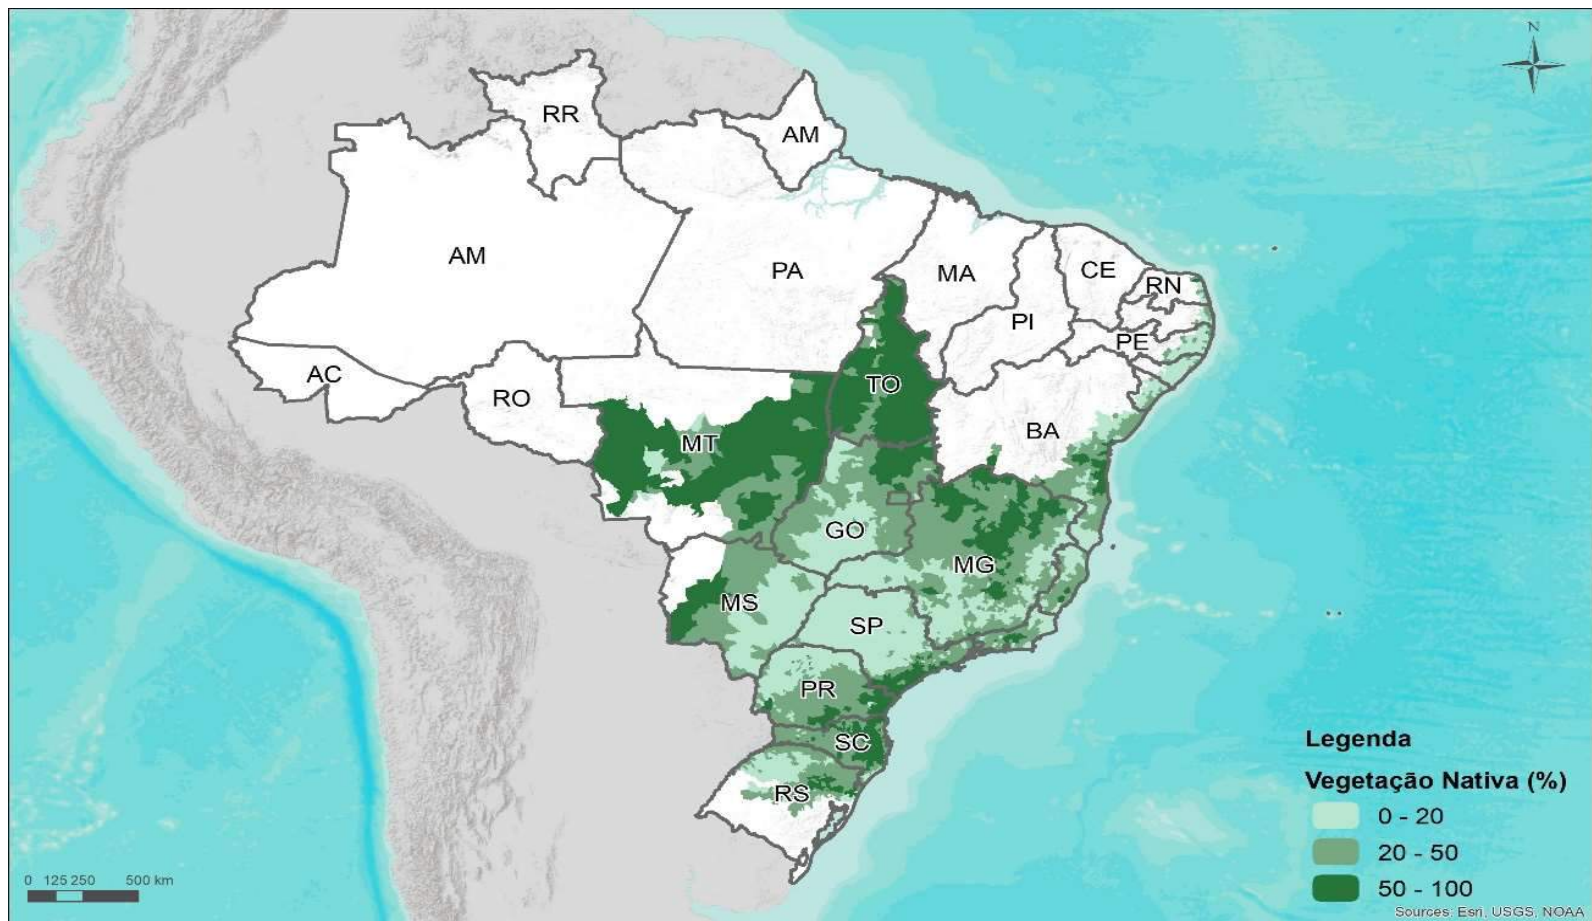 N
RR
AM
AM
PA
MA
CE
RN
PI
PE
AC
RO
TO
BA
MT
GO
MG
MS
SP
PR
SC
RS
Legenda
Vegetação Nativa (%)
0 - 20
20 - 50
50 - 100
0 125 250 500 km
Sources: Esri, USGS, NOAA